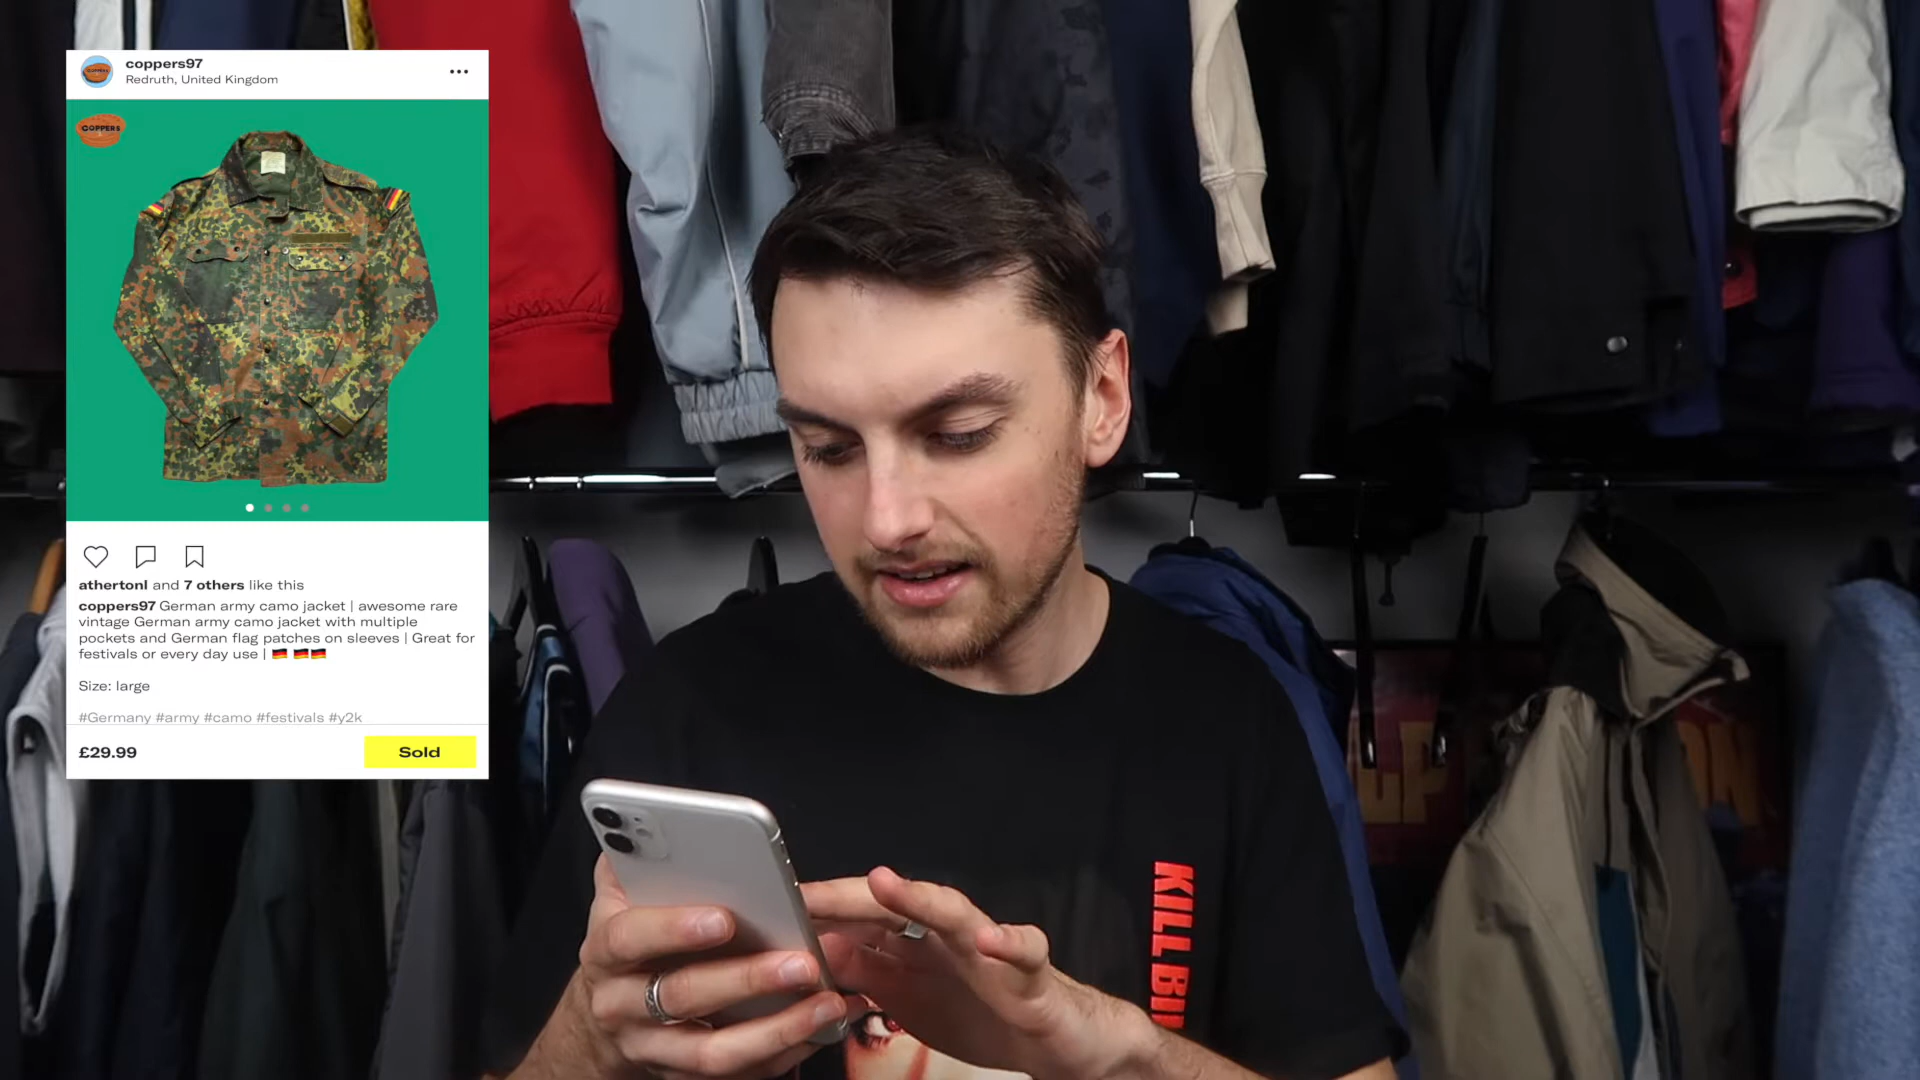 coppers97
Redruth, United Kingdom
COPPERS
athertonl and 7 others like this
coppers97 German army camo jacket | awesome rare
vintage German army camo jacket with multiple
pockets and German flag patches on sleeves | Great for
festivals or every day use | 🇩🇪 🇩🇪🇩🇪
Size: large
#Germany #army #camo #festivals #y2k
£29.99
Sold
KILL BI
UP
ON